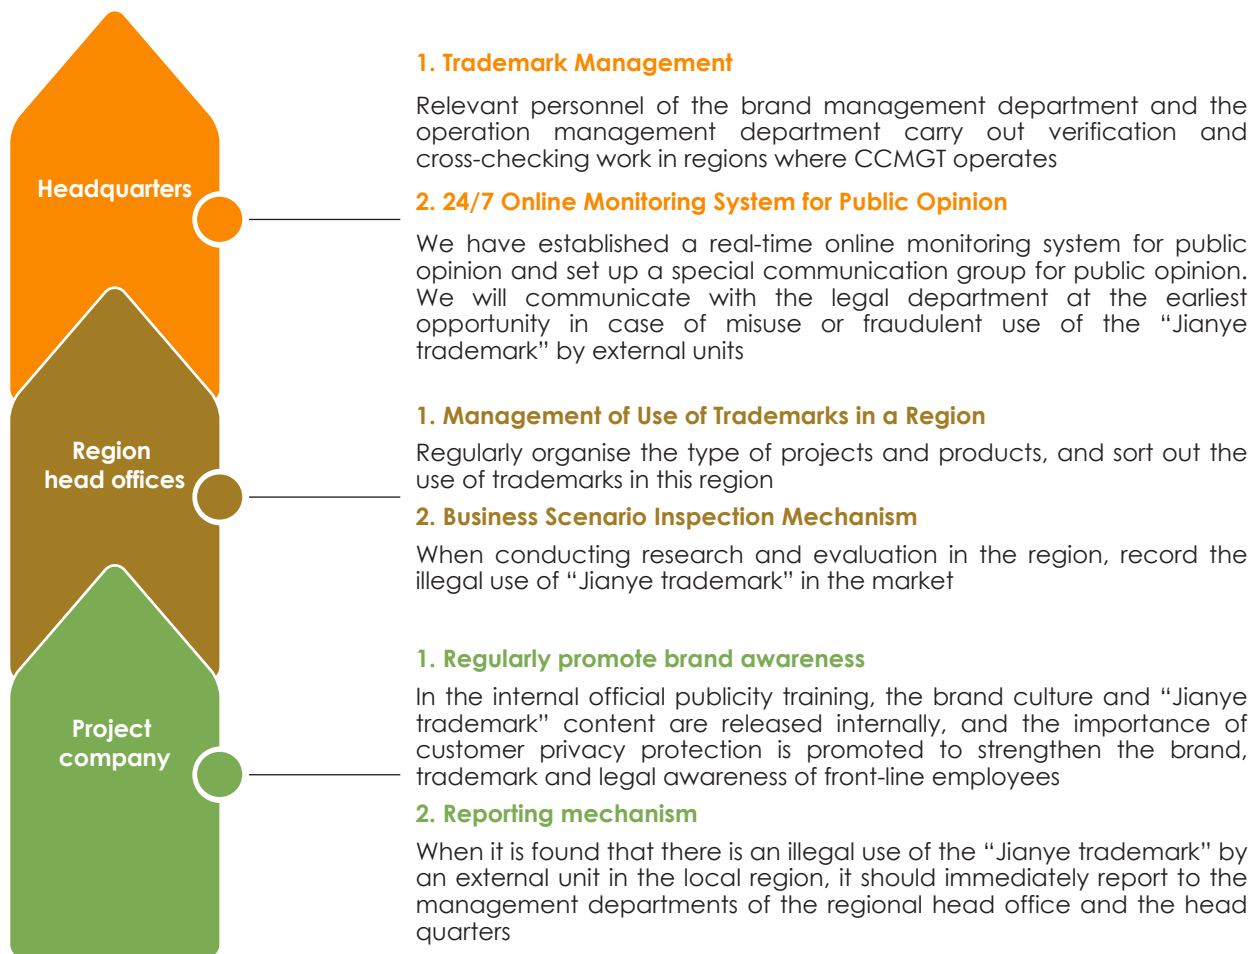 Headquarters
1. Trademark Management
Relevant personnel of the brand management department and the
operation management department carry out verification and
cross-checking work in regions where CCMGT operates
2. 24/7 Online Monitoring System for Public Opinion
We have established a real-time online monitoring system for public
opinion and set up a special communication group for public opinion.
We will communicate with the legal department at the earliest
opportunity in case of misuse or fraudulent use of the “Jianye
trademark” by external units
Region
head offices
1. Management of Use of Trademarks in a Region
Regularly organise the type of projects and products, and sort out the
use of trademarks in this region
2. Business Scenario Inspection Mechanism
When conducting research and evaluation in the region, record the
illegal use of “Jianye trademark” in the market
Project
company
1. Regularly promote brand awareness
In the internal official publicity training, the brand culture and “Jianye
trademark” content are released internally, and the importance of
customer privacy protection is promoted to strengthen the brand,
trademark and legal awareness of front-line employees
2. Reporting mechanism
When it is found that there is an illegal use of the “Jianye trademark” by
an external unit in the local region, it should immediately report to the
management departments of the regional head office and the head
quarters